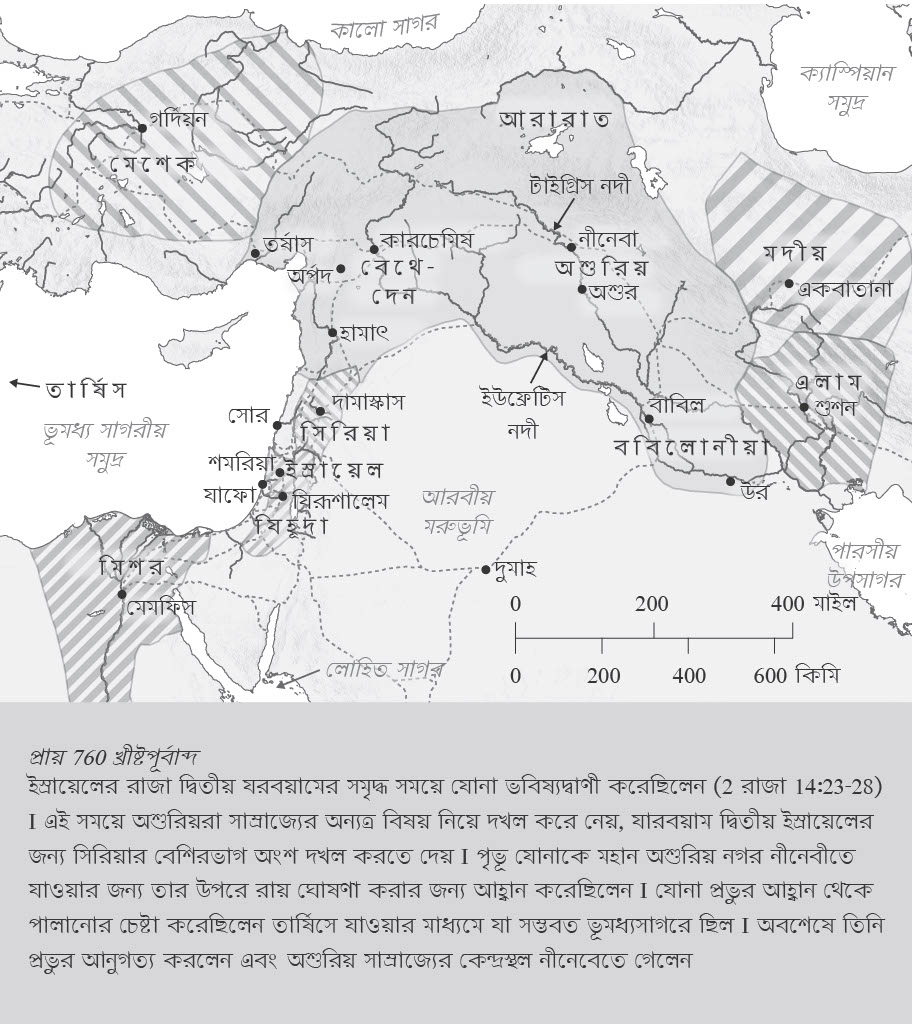 কালো সাগর
ক্যাস্পিয়ান
সমুদ্র
গর্দিয়ন
মেশেক
আরারাত
টাইগ্রিস নদী
তর্ষাস
কারচেমিষ
নীনেবা
মদীয়
অর্পদ
বেথে-
দেন
অশুরিয়
অশুর
একবাতানা
হামাৎ
তার্ষিস
এলাম
শুশন
ভূমধ্য সাগরীয়
সমুদ্র
সোর
দামাস্কাস
সিরিয়া
ইউফ্রেটিস
নদী
বাবিল
ববিলোনীয়া
শমরিয়া
ইস্রায়েল
যাফো
য়িরূশালেম
যিহূদা
উর
আরবীয়
মরুভূমি
মিশর
মেমফিস
দুমাহ
পারসীয়
উপসাগর
0 200 400 মাইল
0 200 400 600 কিমি
লোহিত সাগর
প্রায় 760 খ্রীষ্টপূর্বাব্দ
ইস্রায়েলের রাজা দ্বিতীয় যরবয়ামের সমৃদ্ধ সময়ে যোনা ভবিষ্যদ্বাণী করেছিলেন (2 রাজা 14:23-28)
I এই সময়ে অশুরিয়রা সাম্রাজ্যের অন্যত্র বিষয় নিয়ে দখল করে নেয়, যারবয়াম দ্বিতীয় ইস্রায়েলের
জন্য সিরিয়ার বেশিরভাগ অংশ দখল করতে দেয় I পৃভূ যোনাকে মহান অশুরিয় নগর নীনেবীতে
যাওয়ার জন্য তার উপরে রায় ঘোষণা করার জন্য আহ্বান করেছিলেন I যোনা প্রভুর আহ্বান থেকে
পালানোর চেষ্টা করেছিলেন তার্ষিসে যাওয়ার মাধ্যমে যা সম্ভবত ভূমধ্যসাগরে ছিল I অবশেষে তিনি
প্রভুর আনুগত্য করলেন এবং অশুরিয় সাম্রাজ্যের কেন্দ্রস্থল নীনেবেতে গেলেন